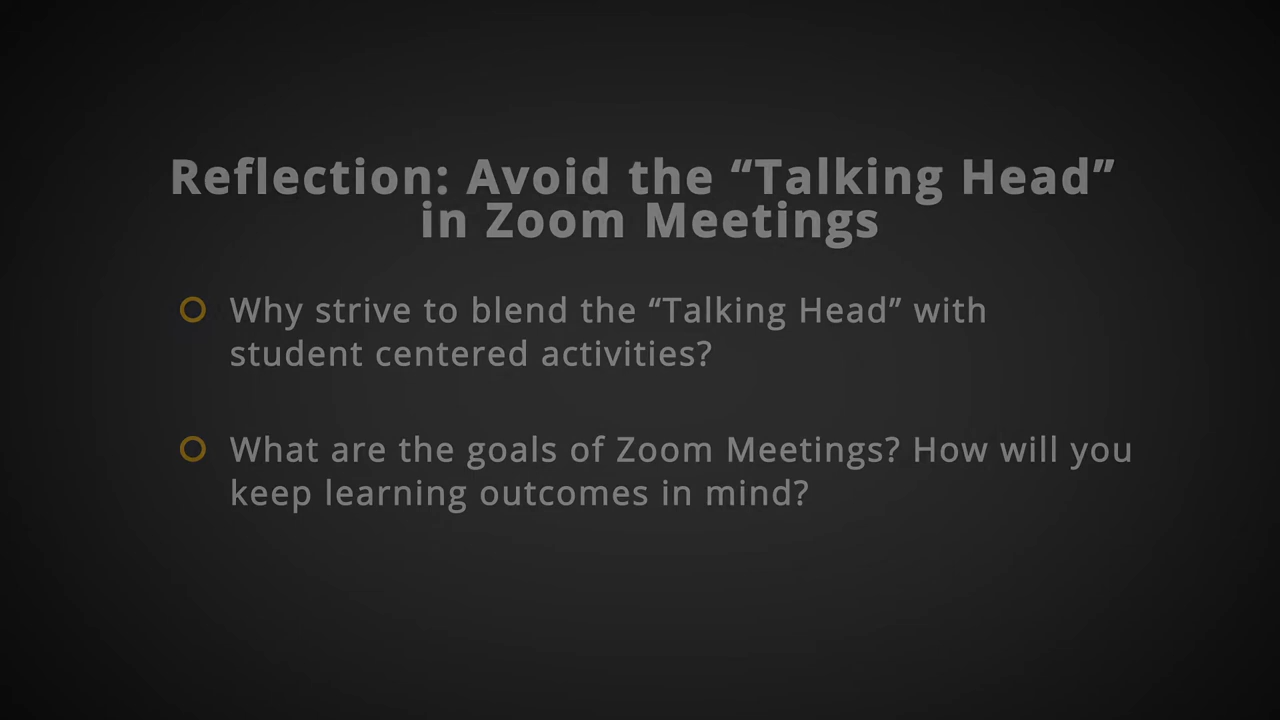 Reflection: Avoid the “Talking Head”
in Zoom Meetings
Why strive to blend the “Talking Head” with
student centered activities?
What are the goals of Zoom Meetings? How will you
keep learning outcomes in mind?